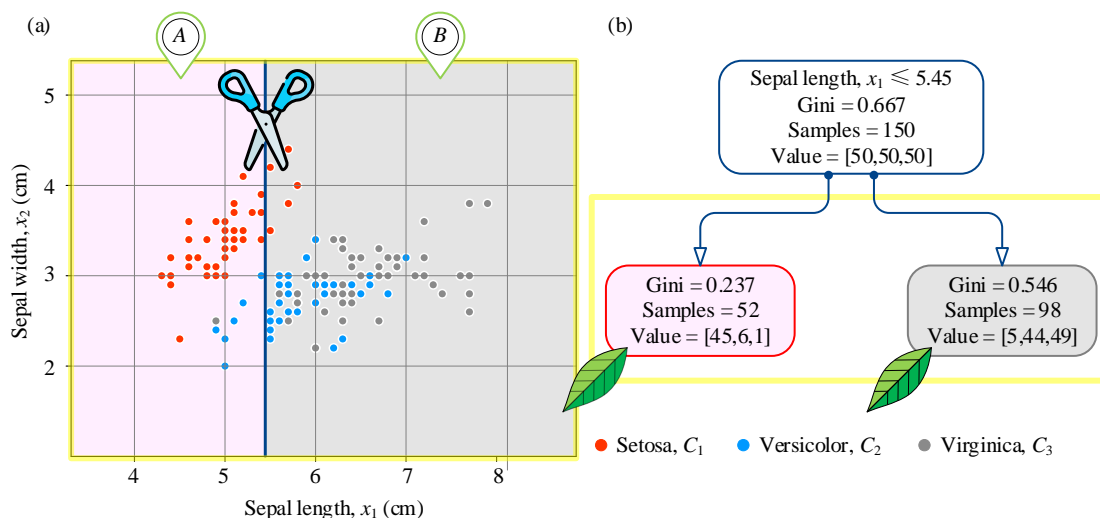 (a)
A
B
5
4
3
2
4
5
6
7
8
Sepal width, x₂ (cm)
Sepal length, x₁ (cm)
(b)
Sepal length, x₁ ⩽ 5.45
Gini = 0.667
Samples = 150
Value = [50,50,50]
Gini = 0.237
Samples = 52
Value = [45,6,1]
Gini = 0.546
Samples = 98
Value = [5,44,49]
Setosa, C₁
Versicolor, C₂
Virginica, C₃